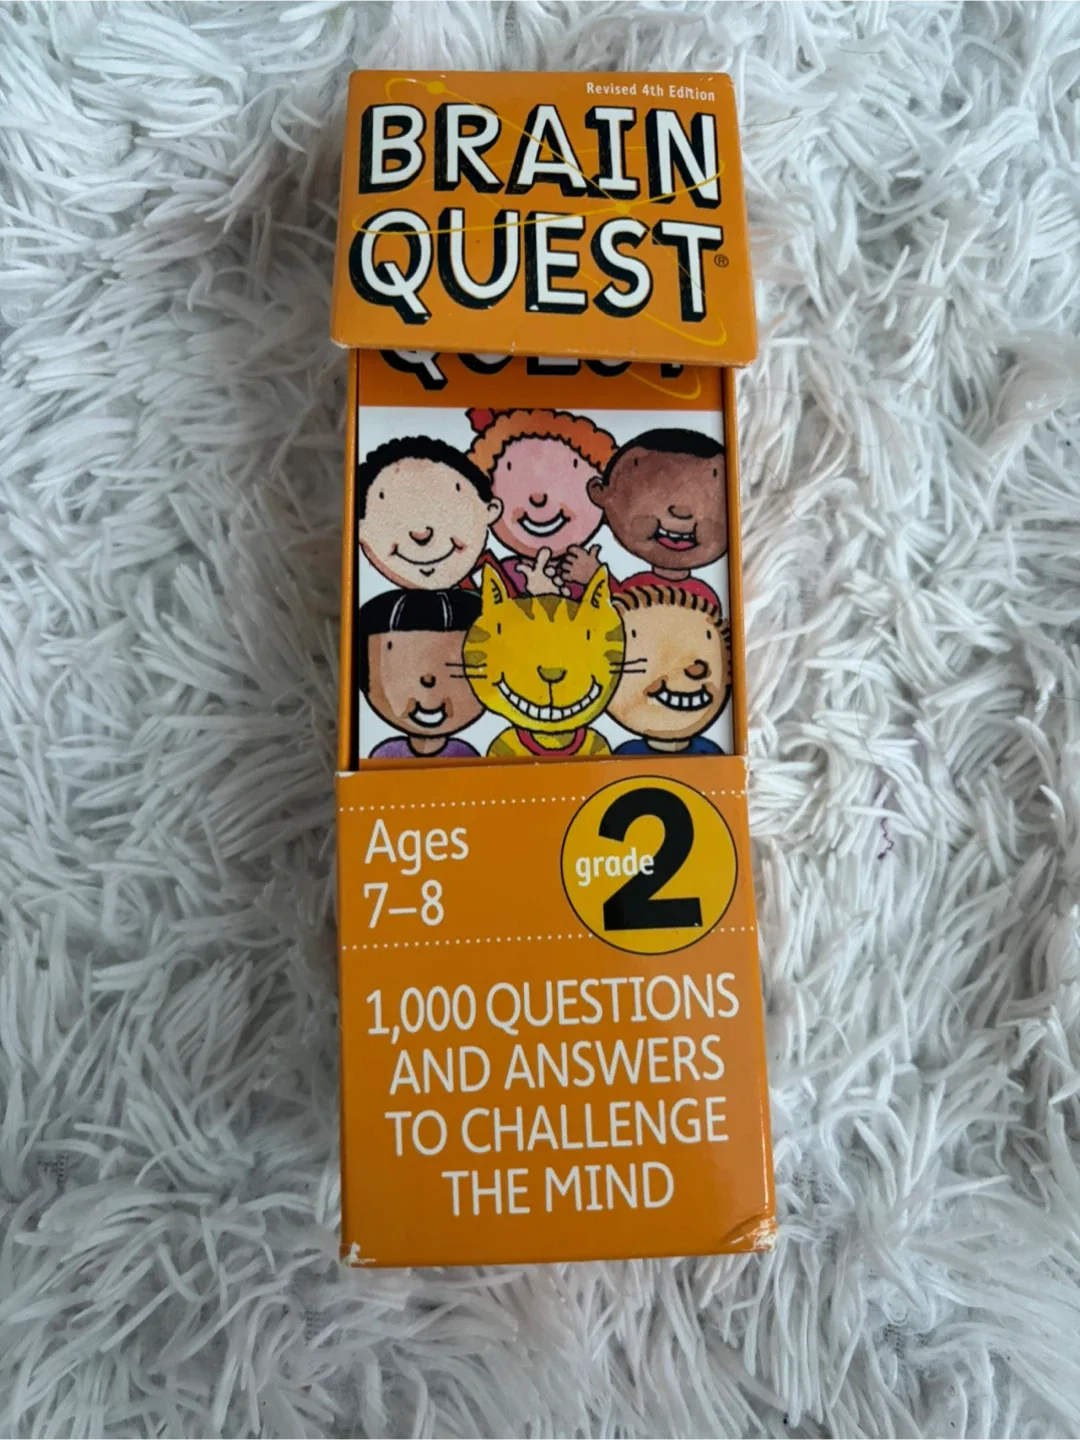 Revised 4th Edition
BRAIN
QUEST®
QUEST
Ages
7–8
grade 2
1,000 QUESTIONS
AND ANSWERS
TO CHALLENGE
THE MIND